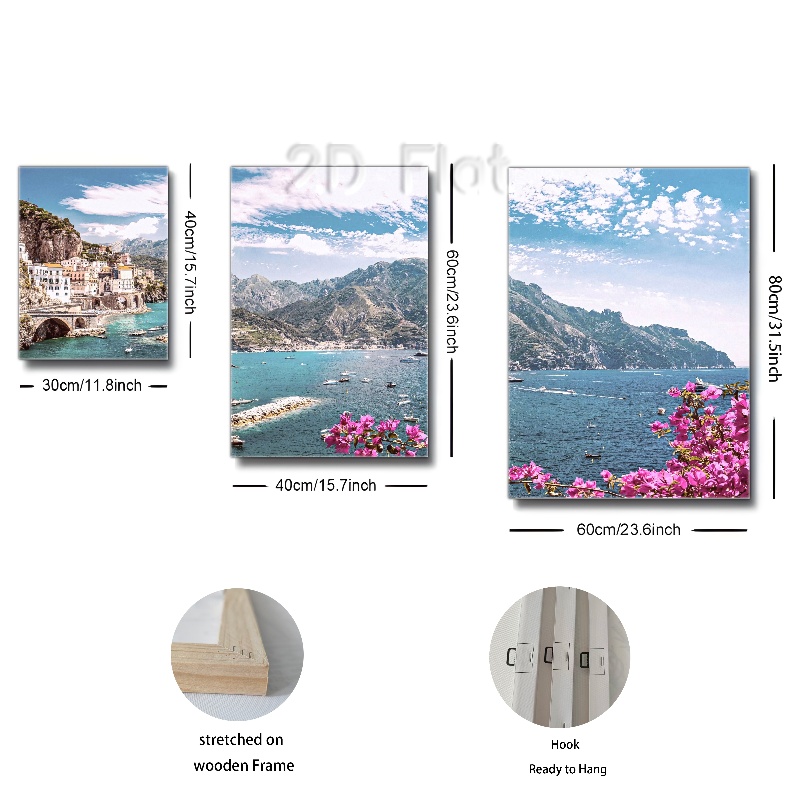 2D Flat
40cm/15.7inch
30cm/11.8inch
60cm/23.6inch
40cm/15.7inch
80cm/31.5inch
60cm/23.6inch
stretched on
wooden Frame
Hook
Ready to Hang